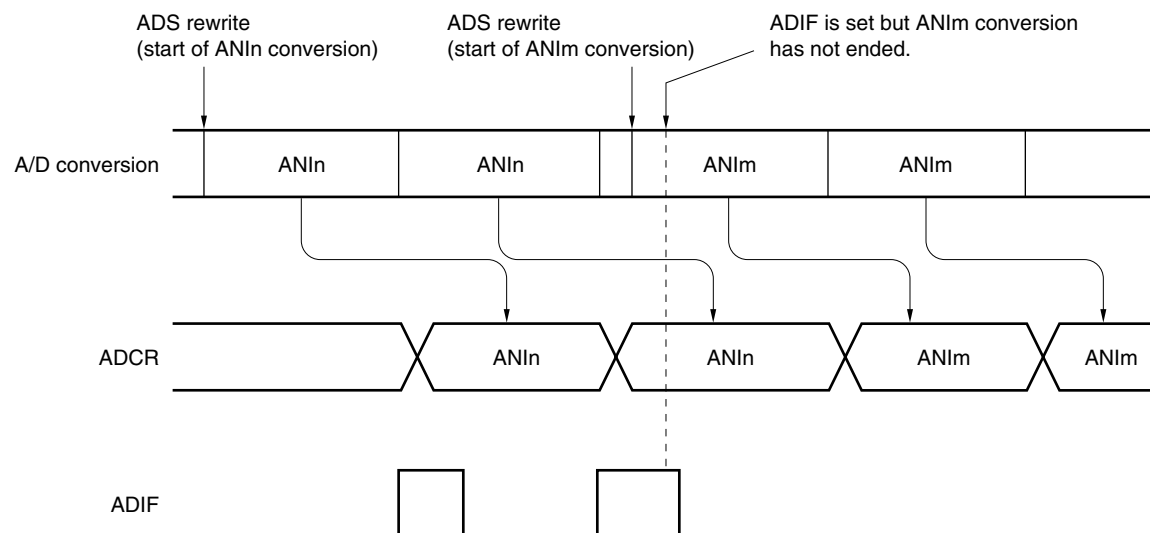 ADS rewrite
(start of ANIn conversion)
ADS rewrite
(start of ANIm conversion)
ADIF is set but ANIm conversion
has not ended.
A/D conversion
ANIn
ANIn
ANIm
ANIm
ADCR
ANIn
ANIn
ANIm
ANIm
ADIF